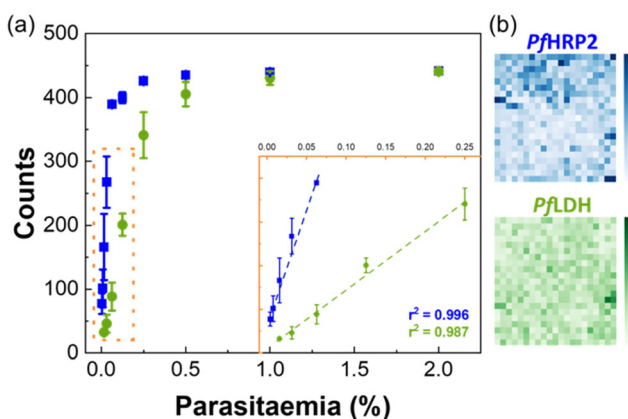 (a)
500
400
300
200
100
0
Counts
0.0
0.5
1.0
1.5
2.0
Parasitaemia (%)
0.00 0.05 0.10 0.15 0.20 0.25
r² = 0.996
r² = 0.987
(b)
PfHRP2
PfLDH